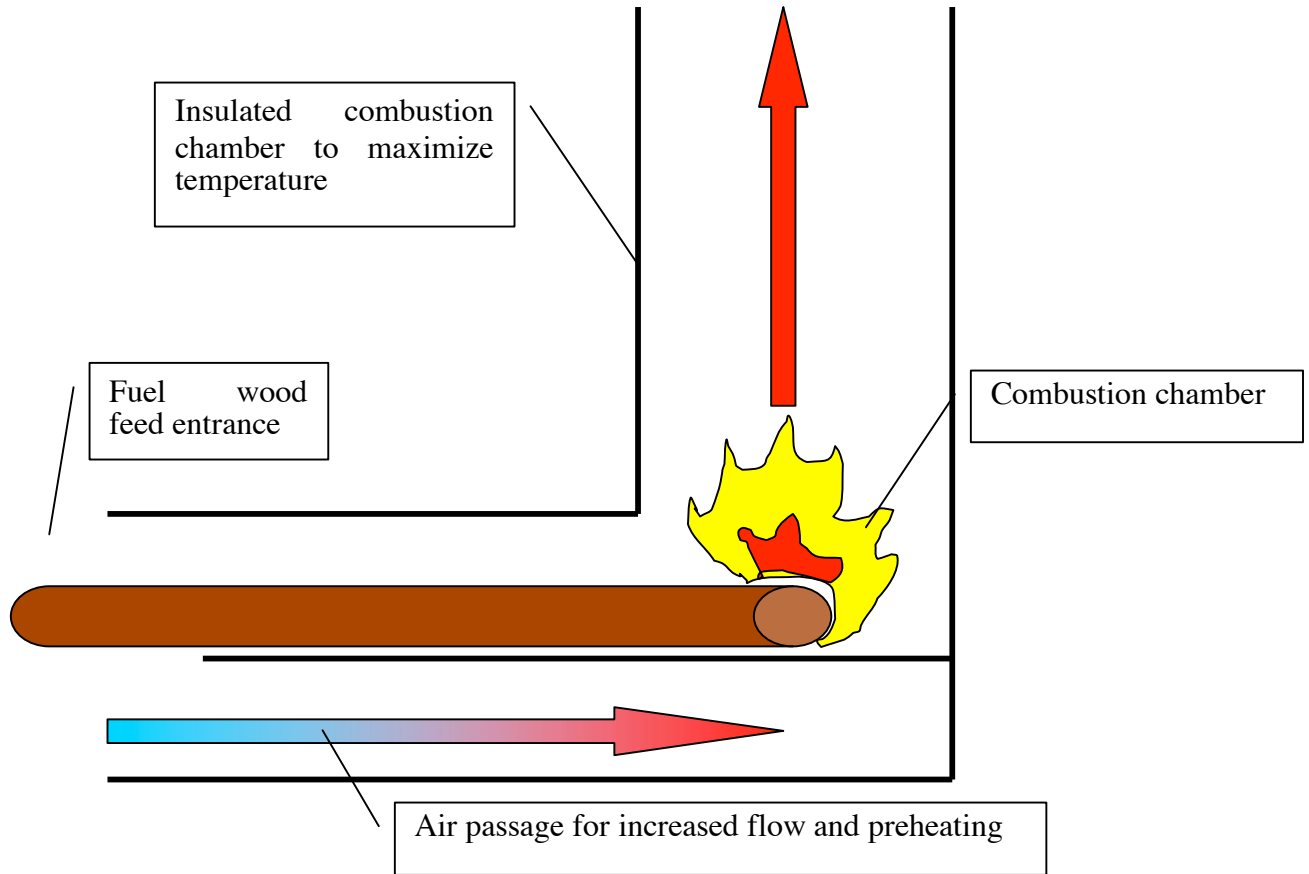 Insulated combustion
chamber to maximize
temperature
Fuel wood
feed entrance
Combustion chamber
Air passage for increased flow and preheating